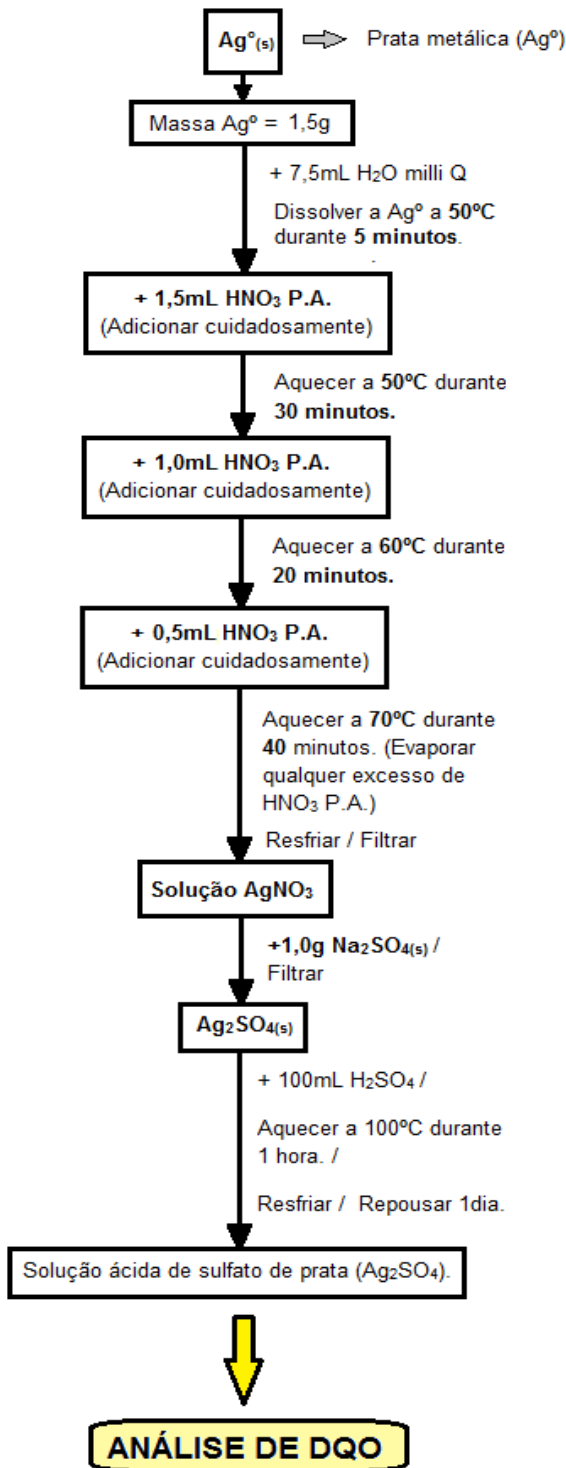 Ag°(s)
Prata metálica (Agº)
Massa Agº = 1,5g
+ 7,5mL H₂O milli Q
Dissolver a Agº a 50ºC
durante 5 minutos.
+ 1,5mL HNO₃ P.A.
(Adicionar cuidadosamente)
Aquecer a 50ºC durante
30 minutos.
+ 1,0mL HNO₃ P.A.
(Adicionar cuidadosamente)
Aquecer a 60ºC durante
20 minutos.
+ 0,5mL HNO₃ P.A.
(Adicionar cuidadosamente)
Aquecer a 70ºC durante
40 minutos. (Evaporar
qualquer excesso de
HNO₃ P.A.)
Resfriar / Filtrar
Solução AgNO₃
+1,0g Na₂SO₄(s) /
Filtrar
Ag₂SO₄(s)
+ 100mL H₂SO₄ /
Aquecer a 100ºC durante
1 hora. /
Resfriar / Repousar 1dia.
Solução ácida de sulfato de prata (Ag₂SO₄).
ANÁLISE DE DQO